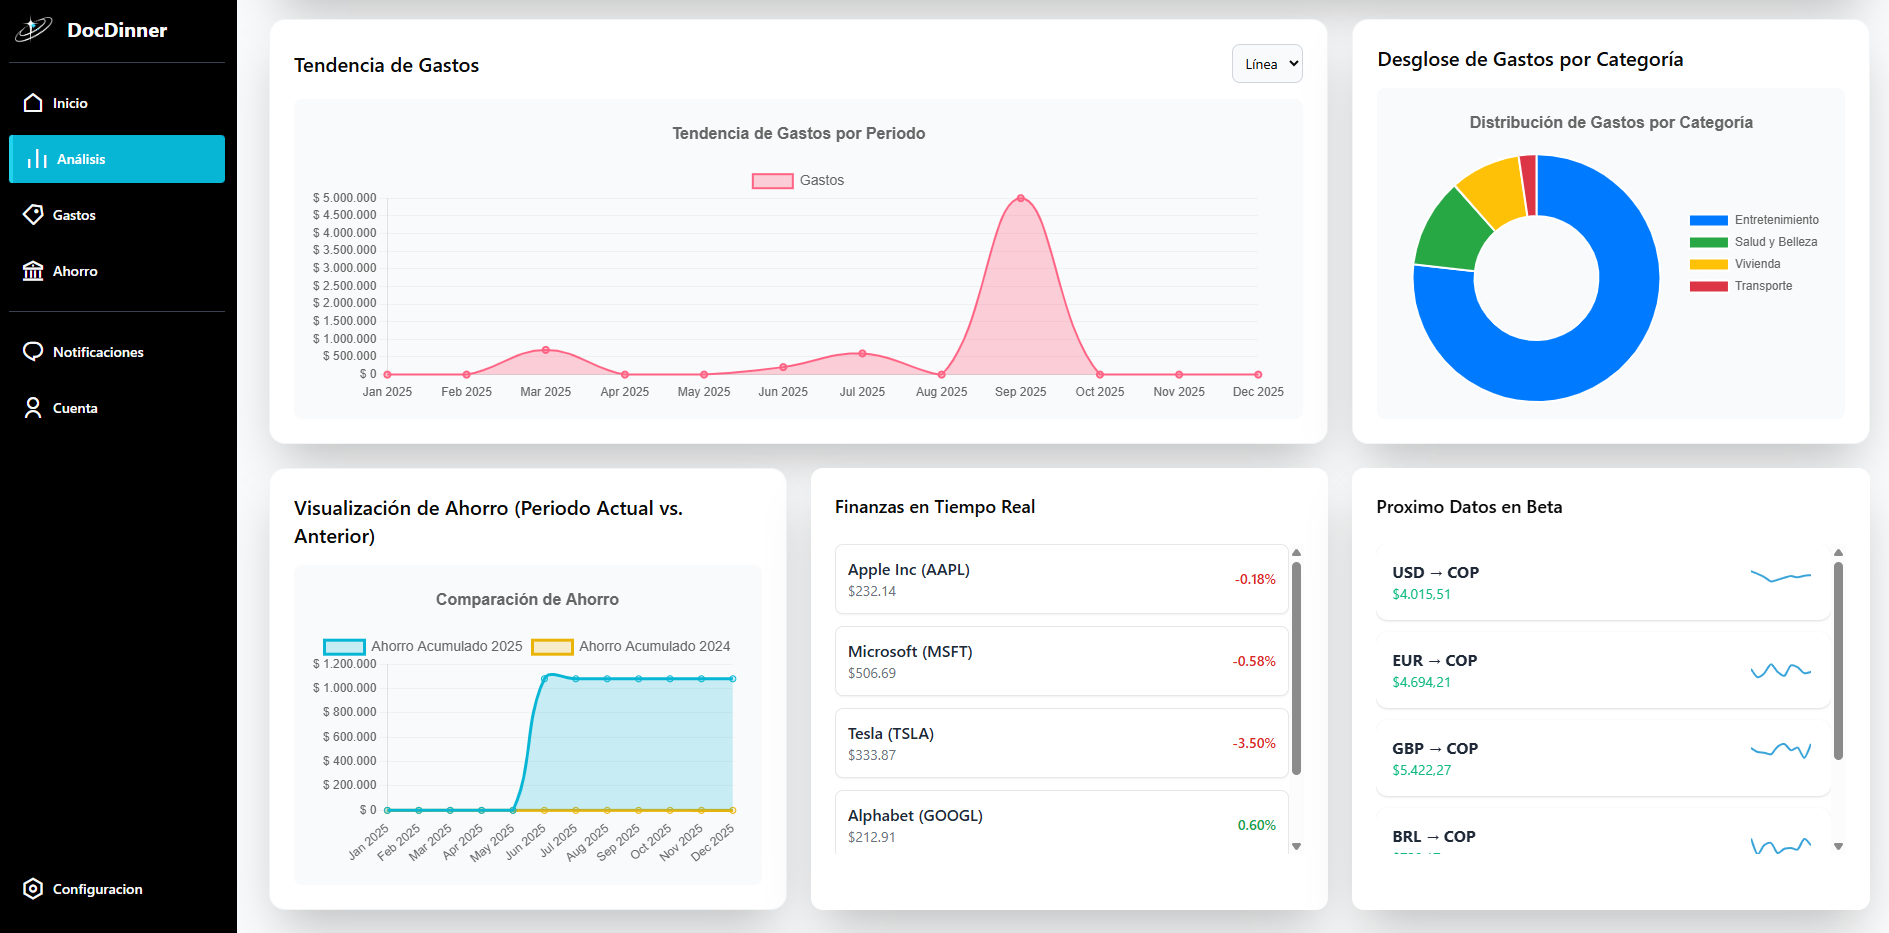 DocDinner
Inicio
Análisis
Gastos
Ahorro
Notificaciones
Cuenta
Configuracion
Tendencia de Gastos
Línea
Tendencia de Gastos por Periodo
Gastos
$ 5.000.000
$ 4.500.000
$ 4.000.000
$ 3.500.000
$ 3.000.000
$ 2.500.000
$ 2.000.000
$ 1.500.000
$ 1.000.000
$ 500.000
$ 0
Jan 2025 Feb 2025 Mar 2025 Apr 2025 May 2025 Jun 2025 Jul 2025 Aug 2025 Sep 2025 Oct 2025 Nov 2025 Dec 2025
Desglose de Gastos por Categoría
Distribución de Gastos por Categoría
Entretenimiento
Salud y Belleza
Vivienda
Transporte
Visualización de Ahorro (Periodo Actual vs.
Anterior)
Comparación de Ahorro
Ahorro Acumulado 2025 Ahorro Acumulado 2024
$ 1.200.000
$ 1.000.000
$ 800.000
$ 600.000
$ 400.000
$ 200.000
$ 0
Jan 2025 Feb 2025 Mar 2025 Apr 2025 May 2025 Jun 2025 Jul 2025 Aug 2025 Sep 2025 Oct 2025 Nov 2025 Dec 2025
Finanzas en Tiempo Real
Apple Inc (AAPL)
$232.14
-0.18%
Microsoft (MSFT)
$506.69
-0.58%
Tesla (TSLA)
$333.87
-3.50%
Alphabet (GOOGL)
$212.91
0.60%
Proximo Datos en Beta
USD → COP
$4.015,51
EUR → COP
$4.694,21
GBP → COP
$5.422,27
BRL → COP